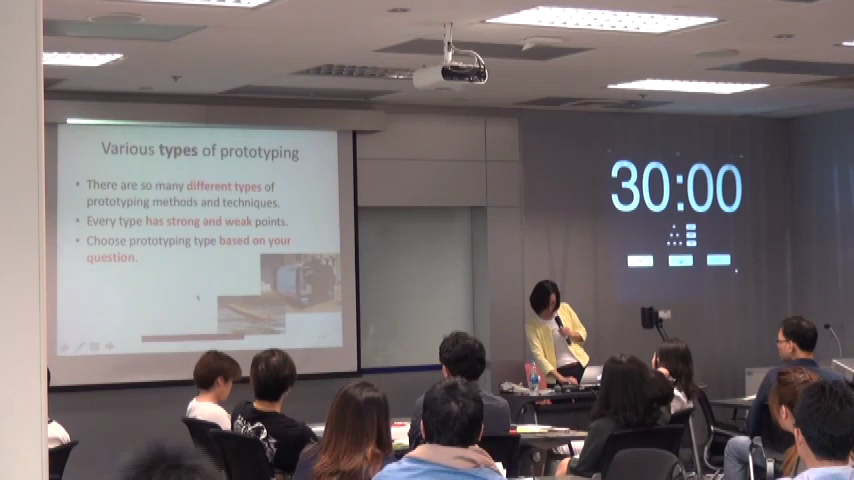 Various types of prototyping
• There are so many different types of
prototyping methods and techniques.
• Every type has strong and weak points.
• Choose prototyping type based on your
question.
30:00